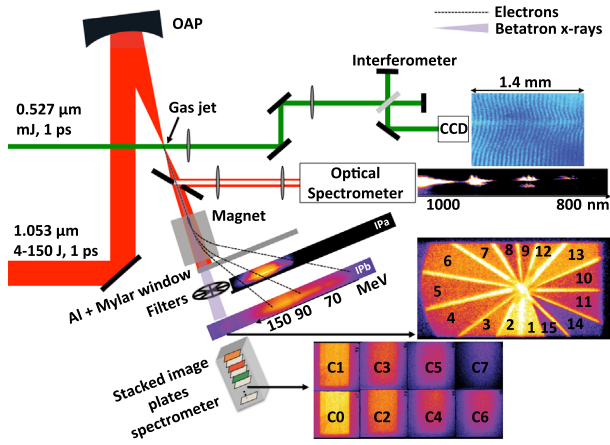 OAP
Electrons
Betatron x-rays
Interferometer
1.4 mm
0.527 µm
mJ, 1 ps
Gas jet
CCD
Optical
Spectrometer
1000
800 nm
Magnet
1.053 µm
4-150 J, 1 ps
IPa
IPb
Al + Mylar window
Filters
150
90
70
MeV
6
7
8
9
12
13
5
10
11
4
3
2
1
15
14
Stacked image
plates
spectrometer
C1
C3
C5
C7
C0
C2
C4
C6